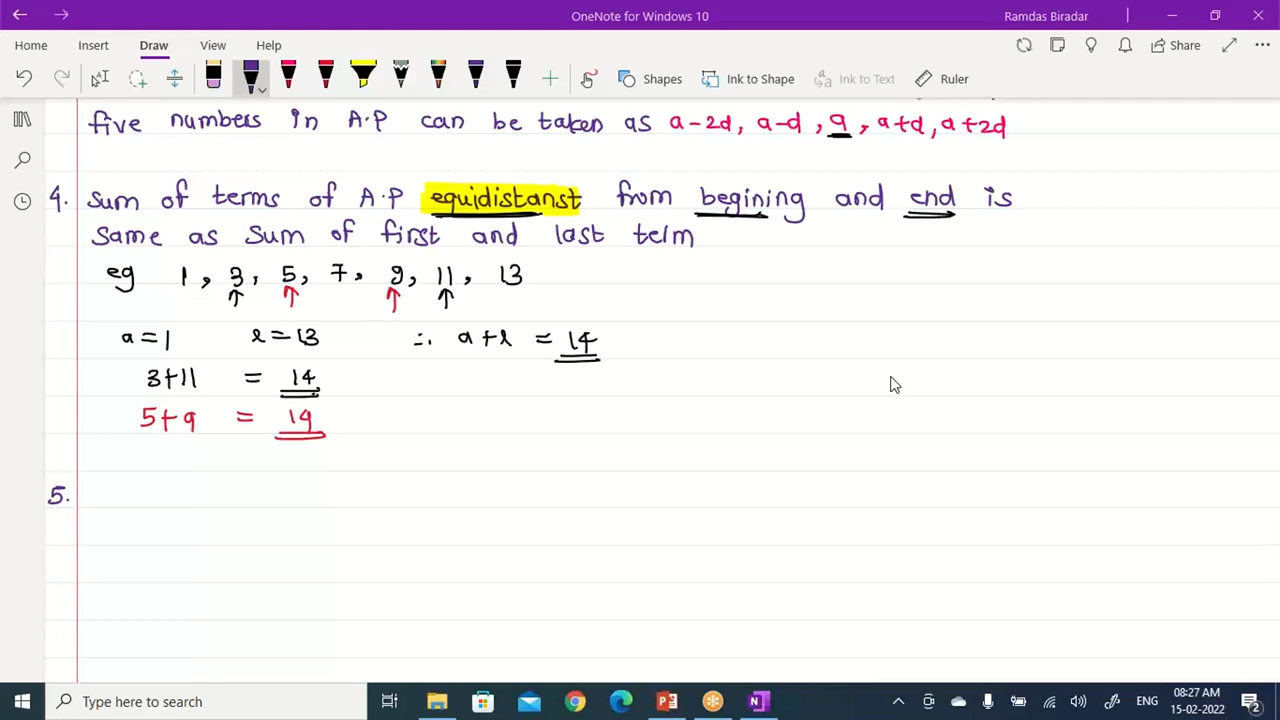 OneNote for Windows 10
Ramdas Biradar
Home Insert Draw View Help
Share
Shapes Ink to Shape Ink to Text Ruler
five numbers in A.P can be taken as a-2d, a-d, a, a+d, a+2d
4. Sum of terms of A.P equidistanst from begining and end is
same as sum of first and last term
eg 1, 3, 5, 7, 9, 11, 13
a=1 l=13 ∴ a+l = 14
3+11 = 14
5+9 = 14
5.
Type here to search
ENG
08:27 AM
15-02-2022
2